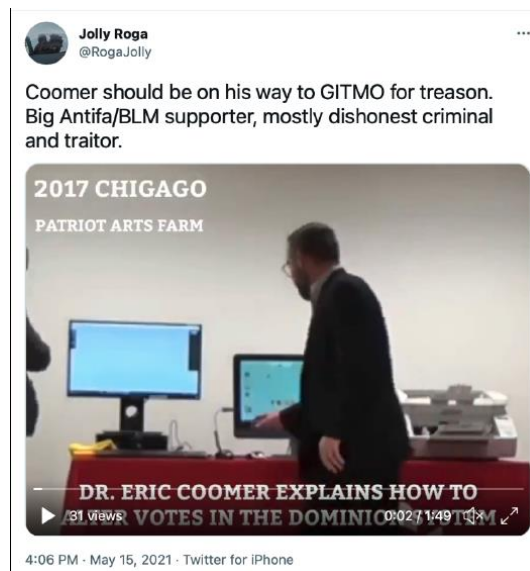 Jolly Roga
@RogaJolly
Coomer should be on his way to GITMO for treason.
Big Antifa/BLM supporter, mostly dishonest criminal
and traitor.
2017 CHIGAGO
PATRIOT ARTS FARM
DR. ERIC COOMER EXPLAINS HOW TO
31 views VOTES IN THE 0:02 / 1:49
4:06 PM · May 15, 2021 · Twitter for iPhone